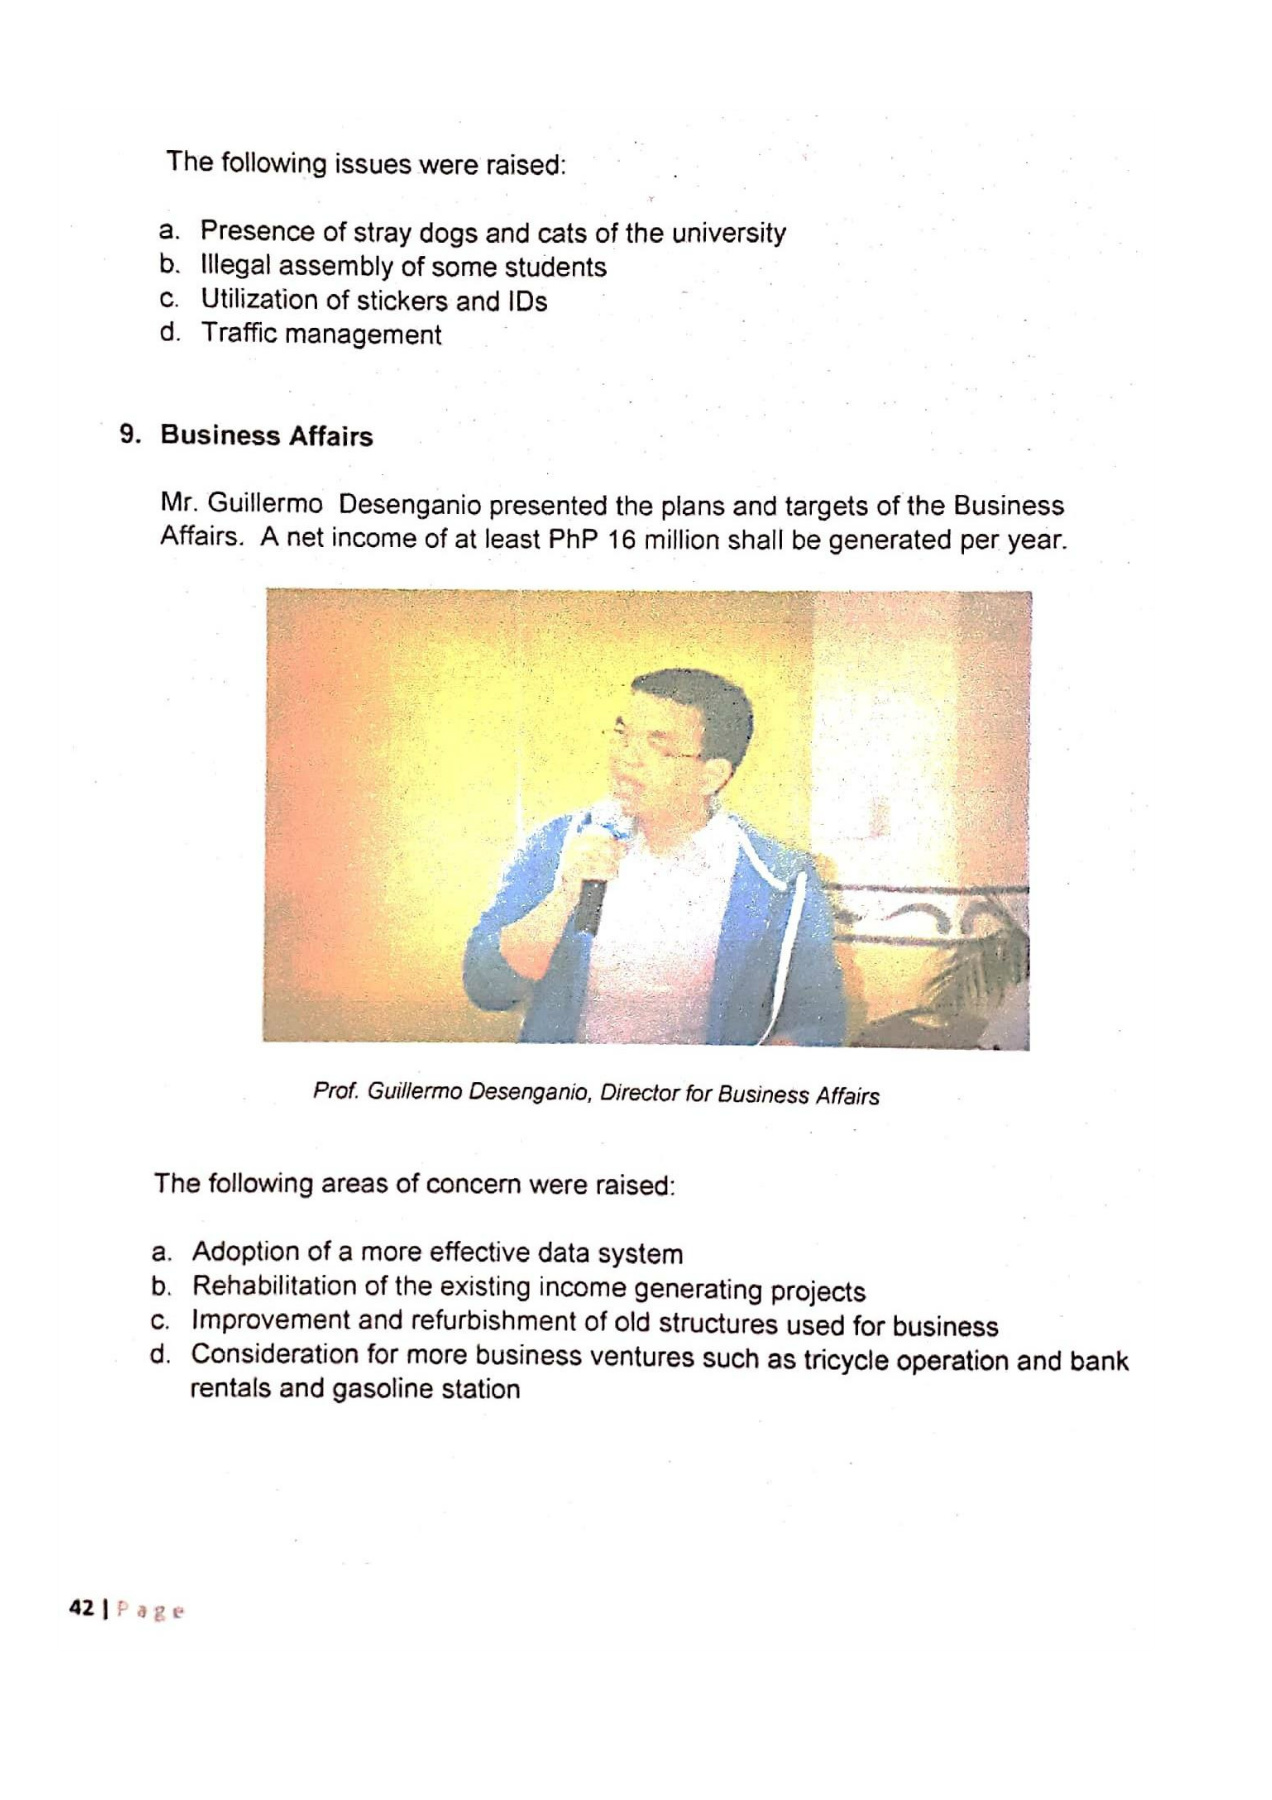 The following issues were raised:
a. Presence of stray dogs and cats of the university
b. Illegal assembly of some students
c. Utilization of stickers and IDs
d. Traffic management
9. Business Affairs
Mr. Guillermo Desenganio presented the plans and targets of the Business
Affairs. A net income of at least PhP 16 million shall be generated per year.
Prof. Guillermo Desenganio, Director for Business Affairs
The following areas of concern were raised:
a. Adoption of a more effective data system
b. Rehabilitation of the existing income generating projects
c. Improvement and refurbishment of old structures used for business
d. Consideration for more business ventures such as tricycle operation and bank
rentals and gasoline station
42 | Page